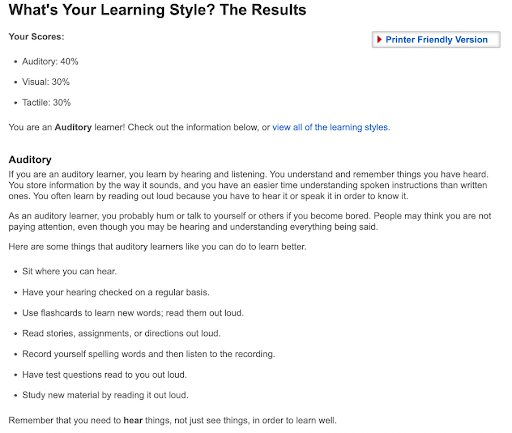 What's Your Learning Style? The Results
Your Scores:
Printer Friendly Version
• Auditory: 40%
• Visual: 30%
• Tactile: 30%
You are an Auditory learner! Check out the information below, or view all of the learning styles.
Auditory
If you are an auditory learner, you learn by hearing and listening. You understand and remember things you have heard.
You store information by the way it sounds, and you have an easier time understanding spoken instructions than written
ones. You often learn by reading out loud because you have to hear it or speak it in order to know it.
As an auditory learner, you probably hum or talk to yourself or others if you become bored. People may think you are not
paying attention, even though you may be hearing and understanding everything being said.
Here are some things that auditory learners like you can do to learn better.
• Sit where you can hear.
• Have your hearing checked on a regular basis.
• Use flashcards to learn new words; read them out loud.
• Read stories, assignments, or directions out loud.
• Record yourself spelling words and then listen to the recording.
• Have test questions read to you out loud.
• Study new material by reading it out loud.
Remember that you need to hear things, not just see things, in order to learn well.